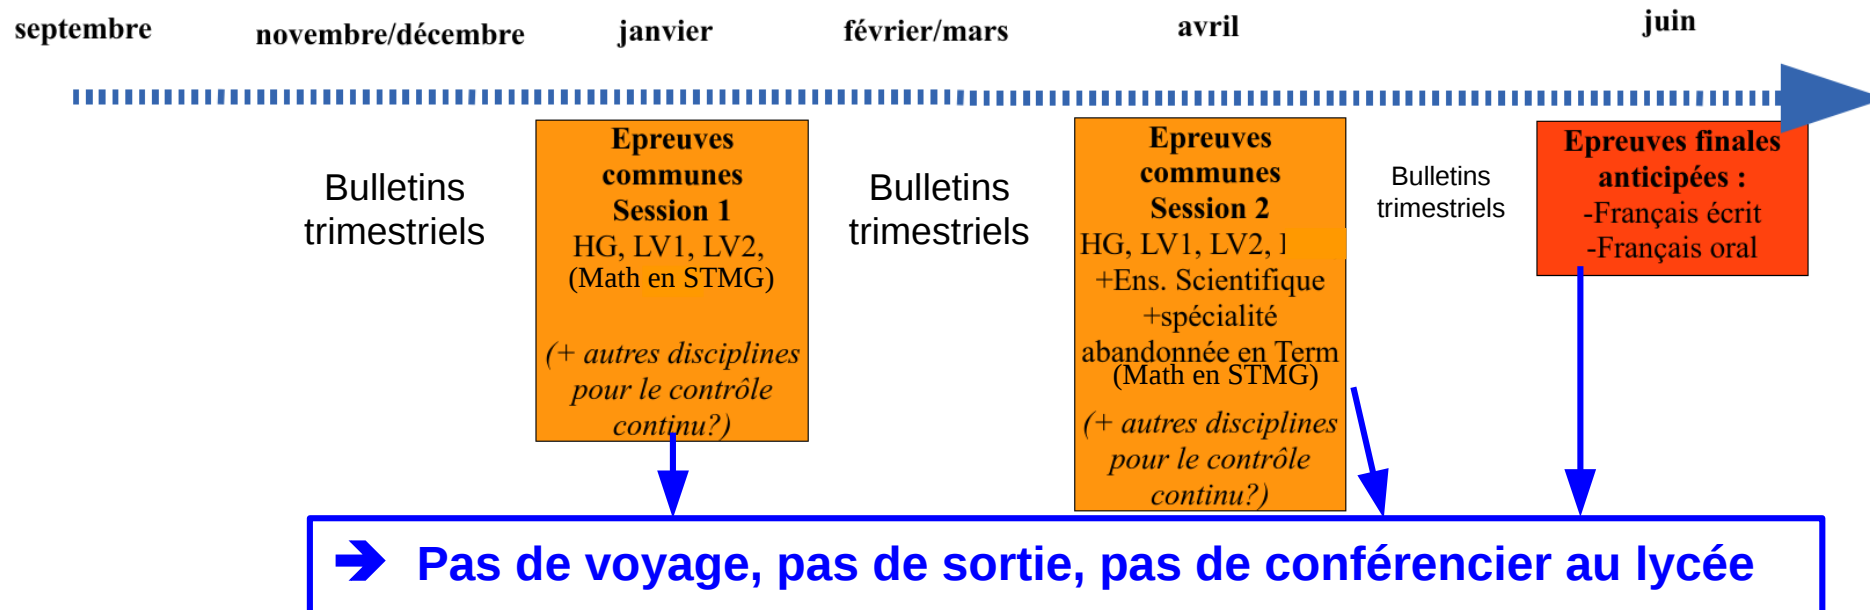 septembre
novembre/décembre
janvier
février/mars
avril
juin
Bulletins
trimestriels
Epreuves
communes
Session 1
HG, LV1, LV2,
(Math en STMG)
(+ autres disciplines
pour le contrôle
continu?)
Bulletins
trimestriels
Epreuves
communes
Session 2
HG, LV1, LV2,
+Ens. Scientifique
+spécialité
abandonnée en Term
(Math en STMG)
(+ autres disciplines
pour le contrôle
continu?)
Bulletins
trimestriels
Epreuves finales
anticipées :
-Français écrit
-Français oral
➔ Pas de voyage, pas de sortie, pas de conférencier au lycée